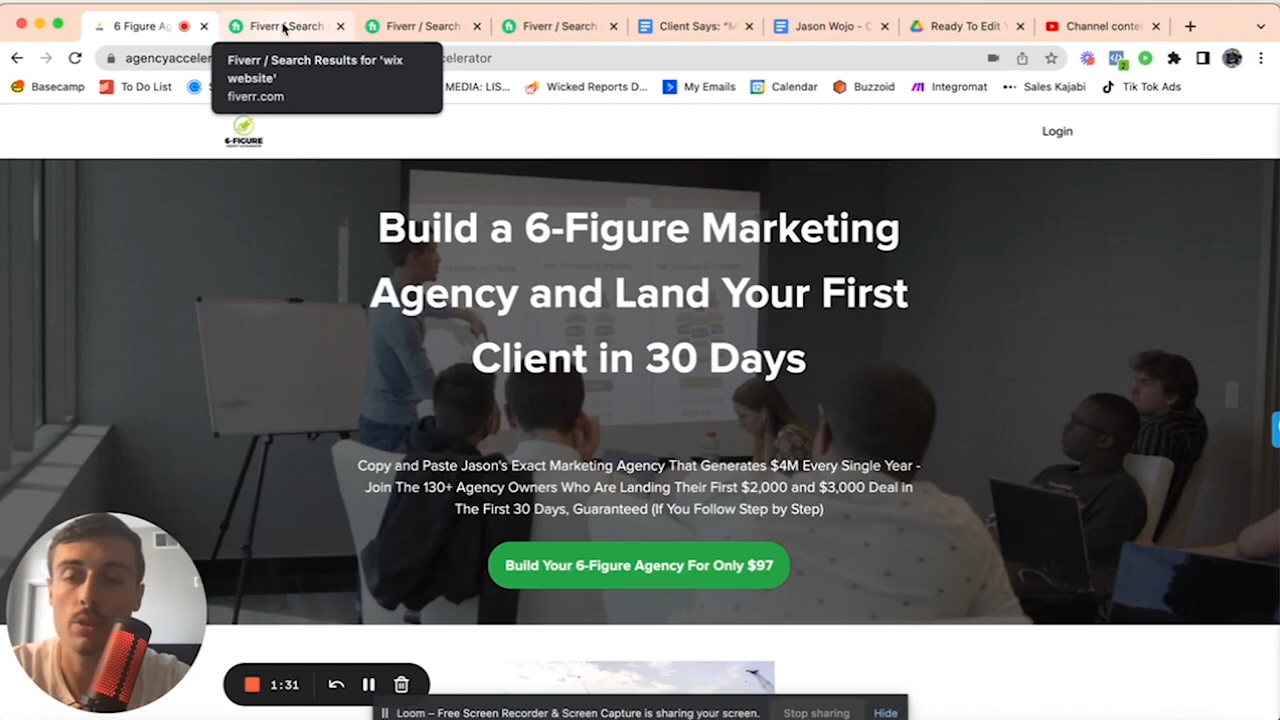 6 Figure Ag
Fiverr / Search
Fiverr / Search
Fiverr / Search
Client Says: "M
Jason Wojo - C
Ready To Edit
Channel conte
agencyacceler
elerator
Fiverr / Search Results for 'wix
website'
fiverr.com
Basecamp
To Do List
MEDIA: LIS...
Wicked Reports D...
My Emails
Calendar
Buzzoid
Integromat
Sales Kajabi
Tik Tok Ads
2
6-FIGURE
AGENCY ACCELERATOR
Login
Build a 6-Figure Marketing
Agency and Land Your First
Client in 30 Days
Copy and Paste Jason's Exact Marketing Agency That Generates $4M Every Single Year -
Join The 130+ Agency Owners Who Are Landing Their First $2,000 and $3,000 Deal in
The First 30 Days, Guaranteed (If You Follow Step by Step)
Build Your 6-Figure Agency For Only $97
1:31
Loom – Free Screen Recorder & Screen Capture is sharing your screen.
Stop sharing
Hide